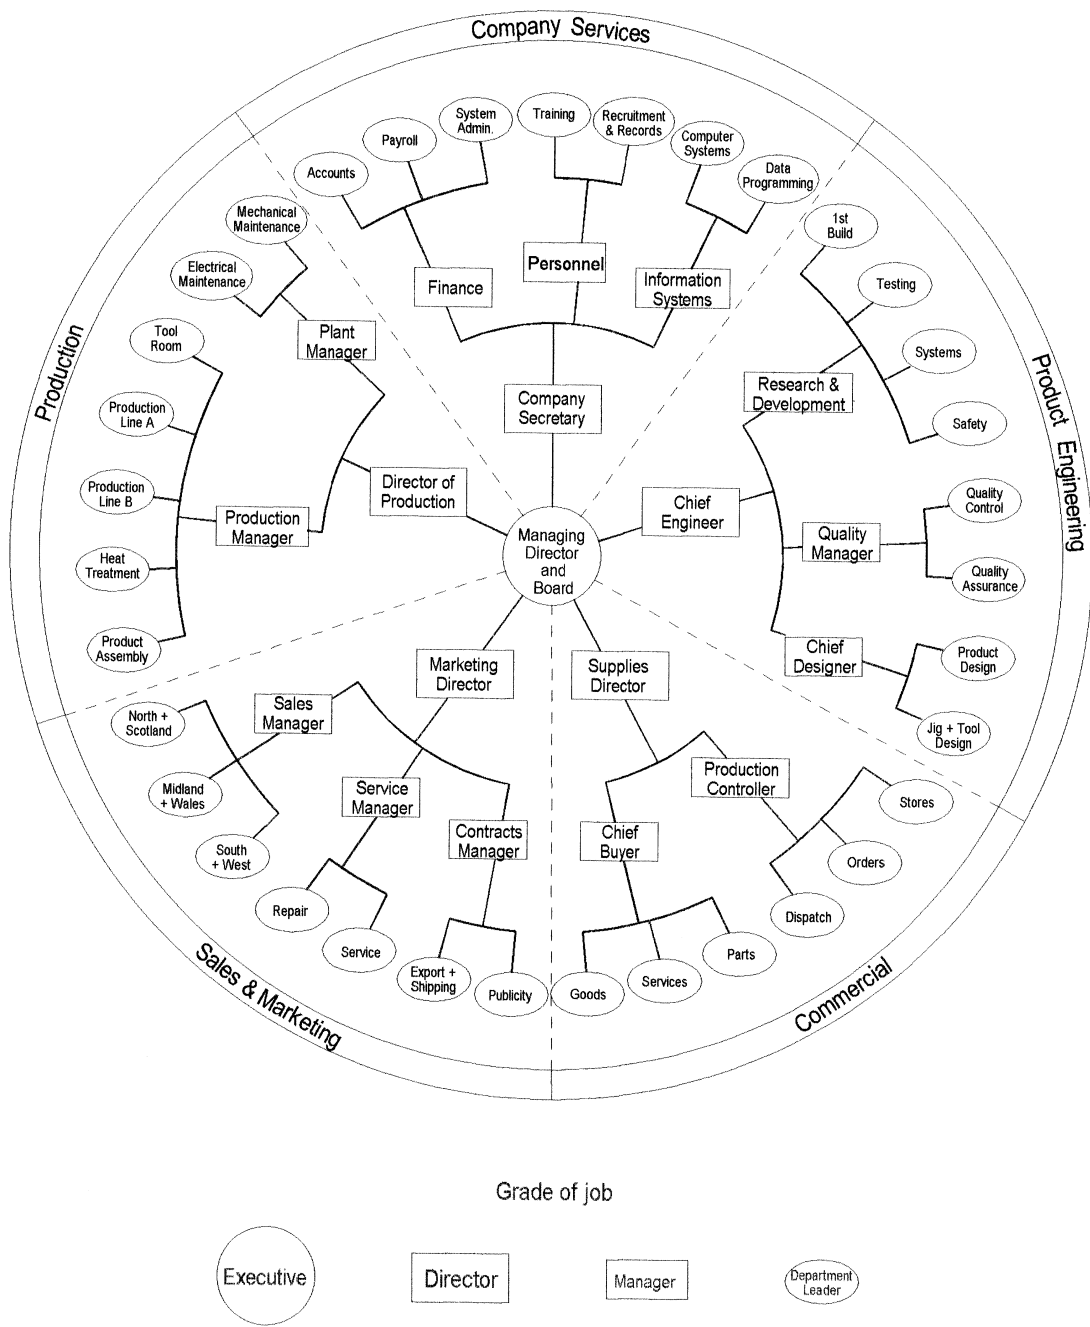 Company Services
System
Admin.
Training
Recruitment
& Records
Payroll
Computer
Systems
Accounts
Data
Programming
Finance
Personnel
Information
Systems
Company
Secretary
Production
Mechanical
Maintenance
Electrical
Maintenance
Tool
Room
Production
Line A
Production
Line B
Heat
Treatment
Product
Assembly
Plant
Manager
Production
Manager
Director of
Production
Managing
Director
and
Board
Product Engineering
1st
Build
Testing
Systems
Safety
Research &
Development
Chief
Engineer
Quality
Manager
Quality
Control
Quality
Assurance
Chief
Designer
Product
Design
Jig + Tool
Design
Marketing
Director
Sales
Manager
North +
Scotland
Midland
+ Wales
South
+ West
Service
Manager
Repair
Service
Contracts
Manager
Export +
Shipping
Publicity
Sales & Marketing
Supplies
Director
Production
Controller
Stores
Orders
Dispatch
Chief
Buyer
Goods
Services
Parts
Commercial
Grade of job
Executive
Director
Manager
Department
Leader